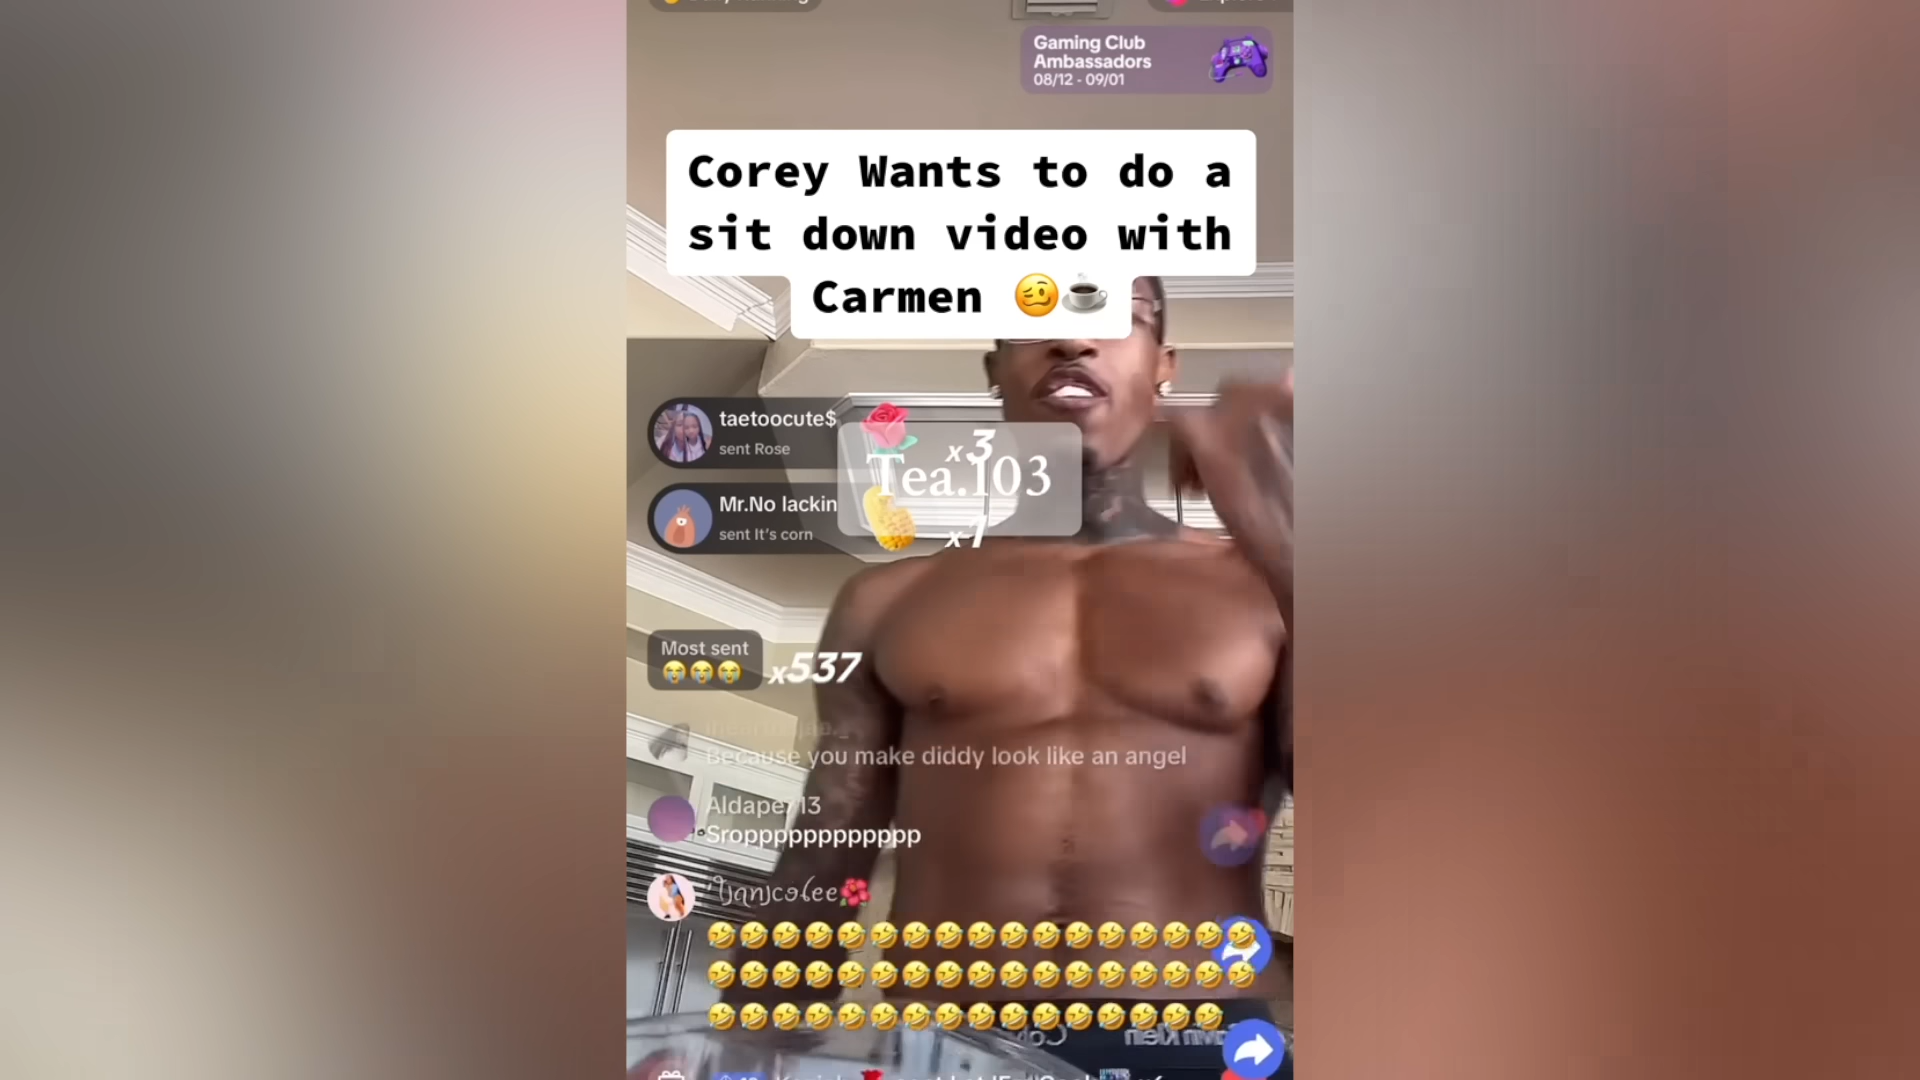 Gaming Club
Ambassadors
08/12 - 09/01
Corey Wants to do a
sit down video with
Carmen 🥴☕
taetoocute$
sent Rose
x3
Tea.103
Mr.No lackin
sent It's corn
x1
Most sent
😭😭😭 x537
Because you make diddy look like an angel
Aldape713
Sropppppppppppp
🤣🤣🤣🤣🤣🤣🤣🤣🤣🤣🤣🤣🤣🤣🤣🤣🤣
🤣🤣🤣🤣🤣🤣🤣🤣🤣🤣🤣🤣🤣🤣🤣🤣🤣
🤣🤣🤣🤣🤣🤣🤣🤣🤣🤣🤣🤣🤣🤣🤣🤣